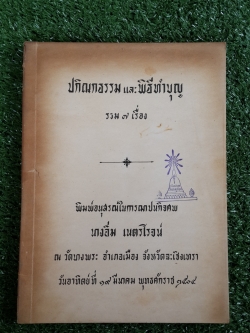 ปกิณกธรรม และ พิธีทำบุญ
รวม ๗ เรื่อง
พิมพ์อนุสรณ์ในการฌาปนกิจศพ
นางอิ่ม เนตรโรจน์
ณ วัดบางพระ อำเภอเมือง จังหวัดฉะเชิงเทรา
วันอาทิตย์ที่ ๑๙ มีนาคม พุทธศักราช ๒๕๐๔